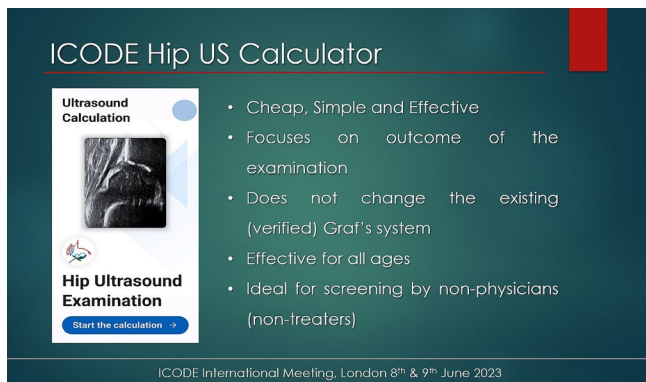 ICODE Hip US Calculator
Ultrasound
Calculation
Hip Ultrasound
Examination
Start the calculation →
• Cheap, Simple and Effective
• Focuses on outcome of the
examination
• Does not change the existing
(verified) Graf's system
• Effective for all ages
• Ideal for screening by non-physicians
(non-treaters)
ICODE International Meeting, London 8th & 9th June 2023